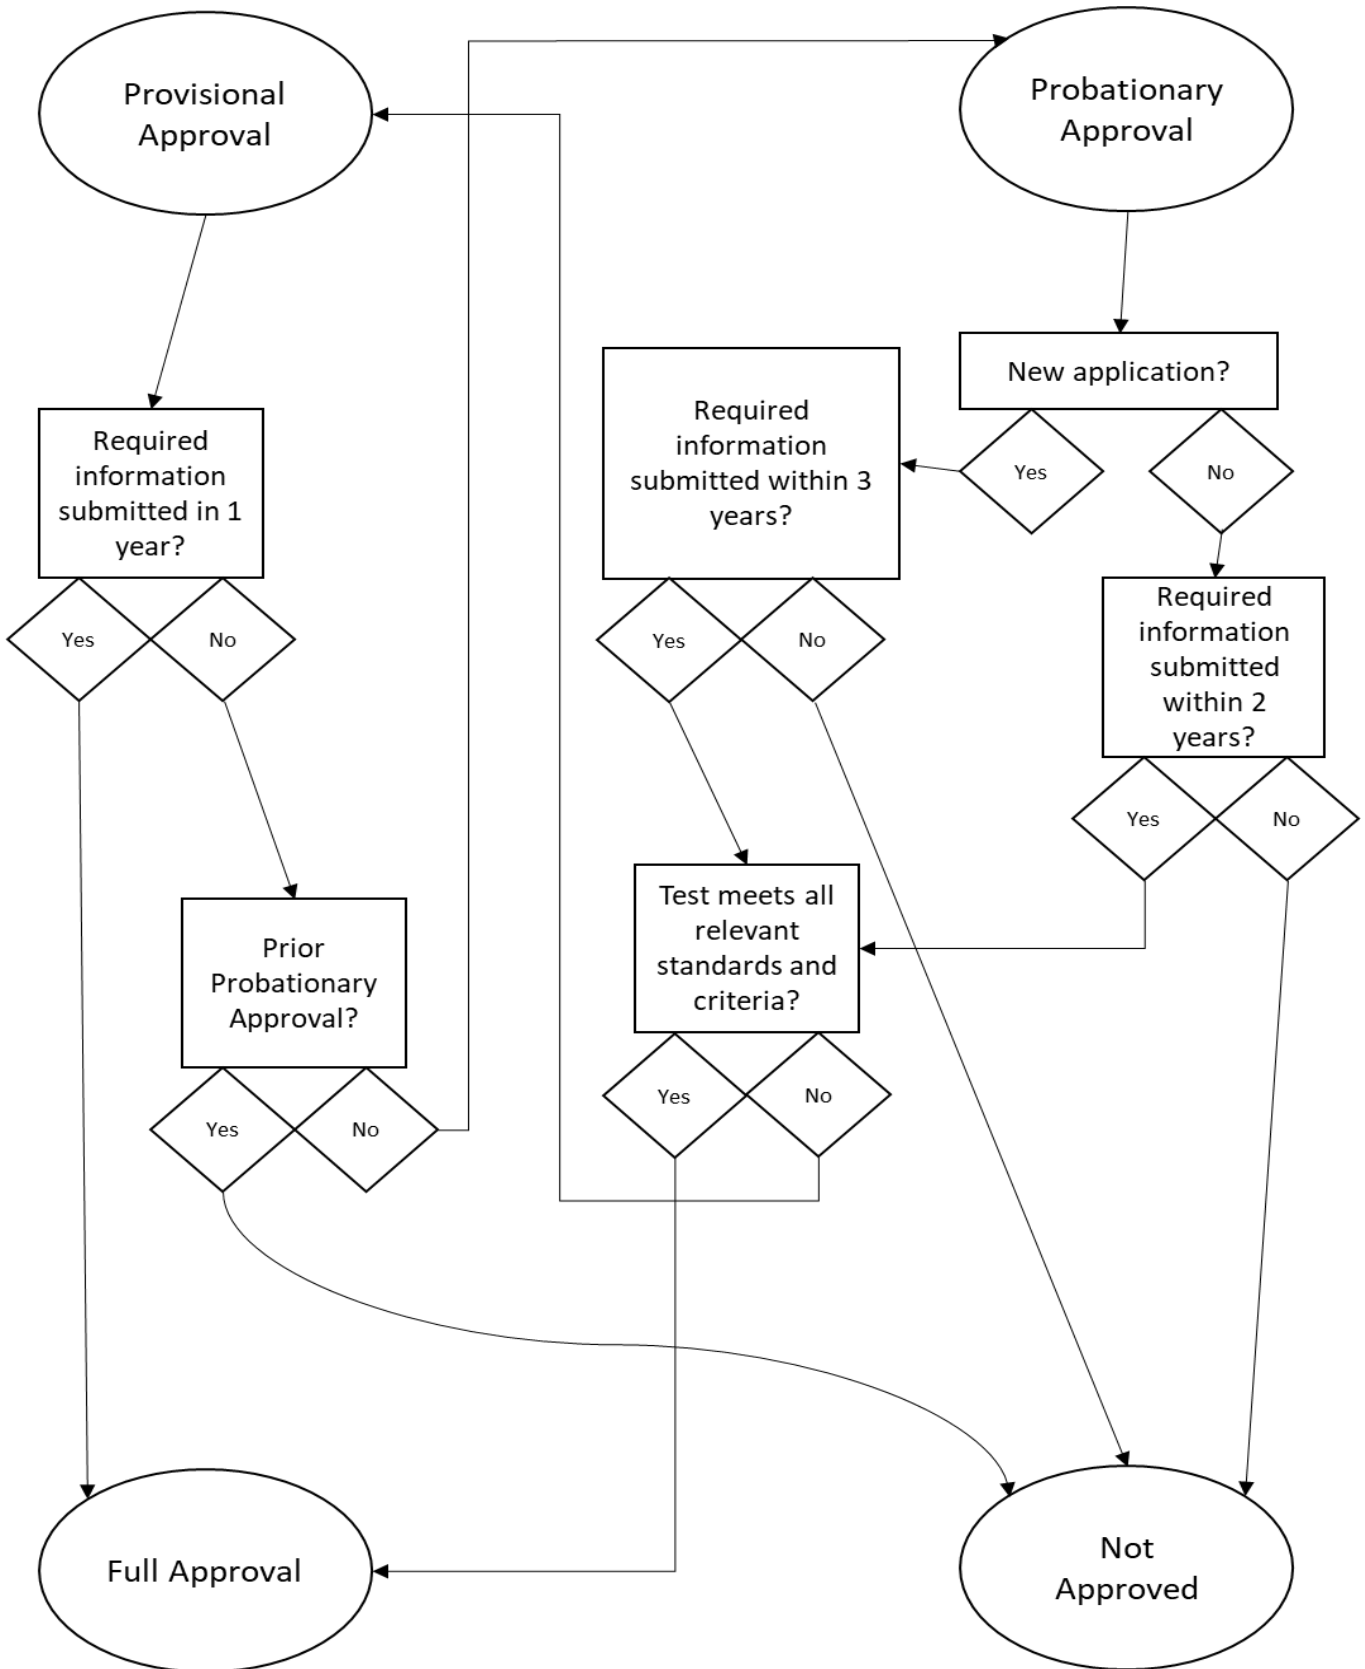 Provisional
Approval
Probationary
Approval
New application?
Yes
No
Required
information
submitted within 3
years?
Yes
No
Required
information
submitted in 1
year?
Yes
No
Required
information
submitted
within 2
years?
Yes
No
Test meets all
relevant
standards and
criteria?
Yes
No
Prior
Probationary
Approval?
Yes
No
Full Approval
Not
Approved